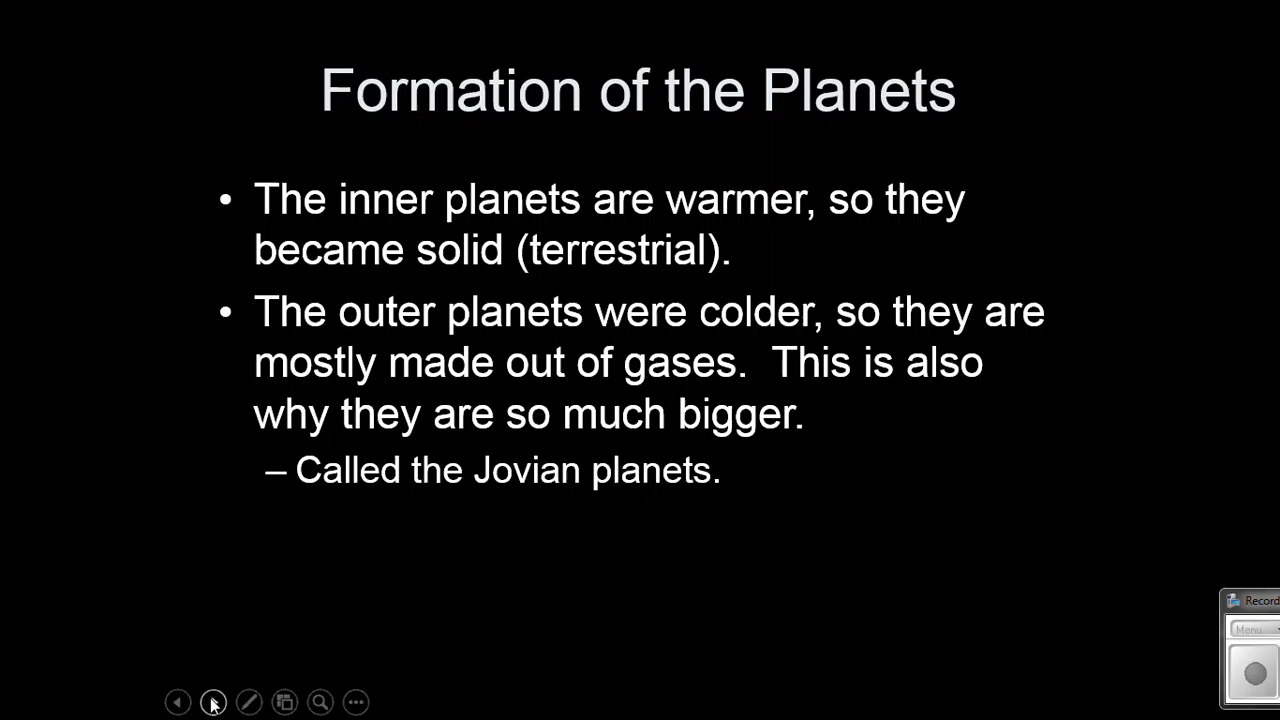 Formation of the Planets
• The inner planets are warmer, so they
became solid (terrestrial).
• The outer planets were colder, so they are
mostly made out of gases.  This is also
why they are so much bigger.
– Called the Jovian planets.
Record
Menu